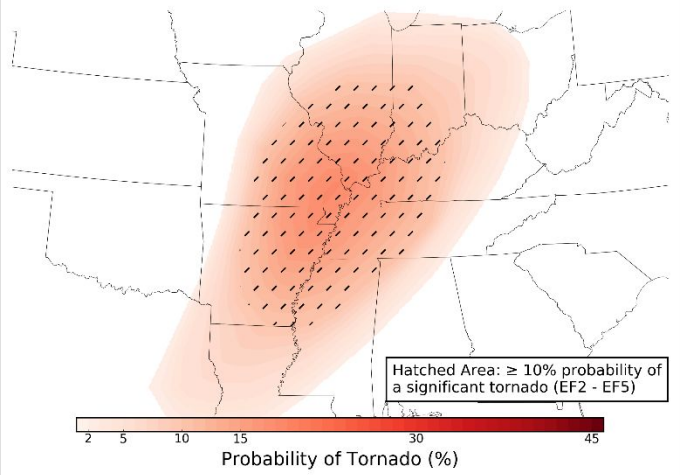 Hatched Area: ≥ 10% probability of
a significant tornado (EF2 - EF5)
2 5 10 15 30 45
Probability of Tornado (%)